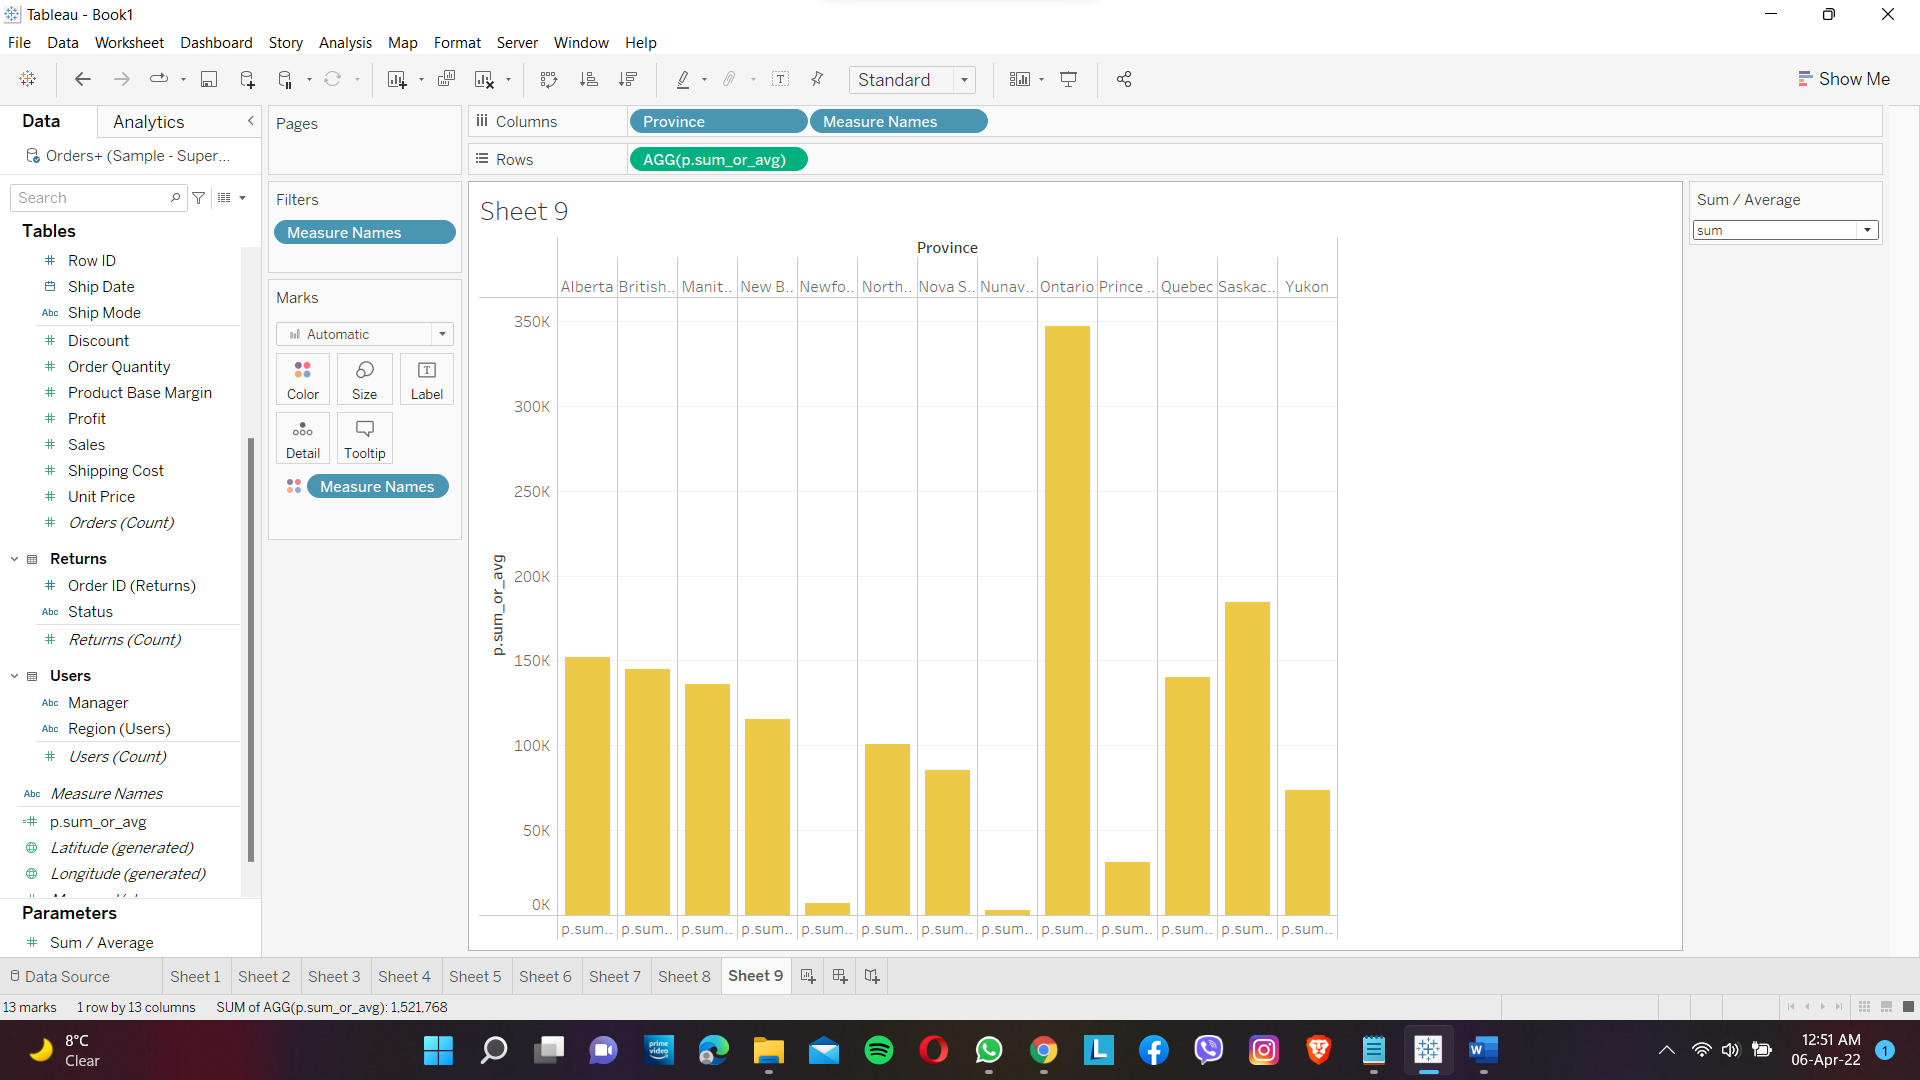 Tableau - Book1
File Data Worksheet Dashboard Story Analysis Map Format Server Window Help
Standard
Show Me
Data Analytics
Orders+ (Sample - Super...
Search
Tables
Row ID
Ship Date
Abc Ship Mode
Discount
Order Quantity
Product Base Margin
Profit
Sales
Shipping Cost
Unit Price
Orders (Count)
Returns
Order ID (Returns)
Abc Status
Returns (Count)
Users
Abc Manager
Abc Region (Users)
Users (Count)
Abc Measure Names
p.sum_or_avg
Latitude (generated)
Longitude (generated)
Parameters
Sum / Average
Pages
Filters
Measure Names
Marks
Automatic
Color Size Label
Detail Tooltip
Measure Names
Columns Province Measure Names
Rows AGG(p.sum_or_avg)
Sheet 9
Province
Alberta British.. Manit.. New B.. Newfo.. North.. Nova S.. Nunav.. Ontario Prince .. Quebec Saskac.. Yukon
350K
300K
250K
200K
150K
100K
50K
0K
p.sum_or_avg
p.sum.. p.sum.. p.sum.. p.sum.. p.sum.. p.sum.. p.sum.. p.sum.. p.sum.. p.sum.. p.sum.. p.sum.. p.sum..
Sum / Average
sum
Data Source Sheet 1 Sheet 2 Sheet 3 Sheet 4 Sheet 5 Sheet 6 Sheet 7 Sheet 8 Sheet 9
13 marks 1 row by 13 columns SUM of AGG(p.sum_or_avg): 1,521,768
8°C
Clear
prime video
L
W
12:51 AM
06-Apr-22
1